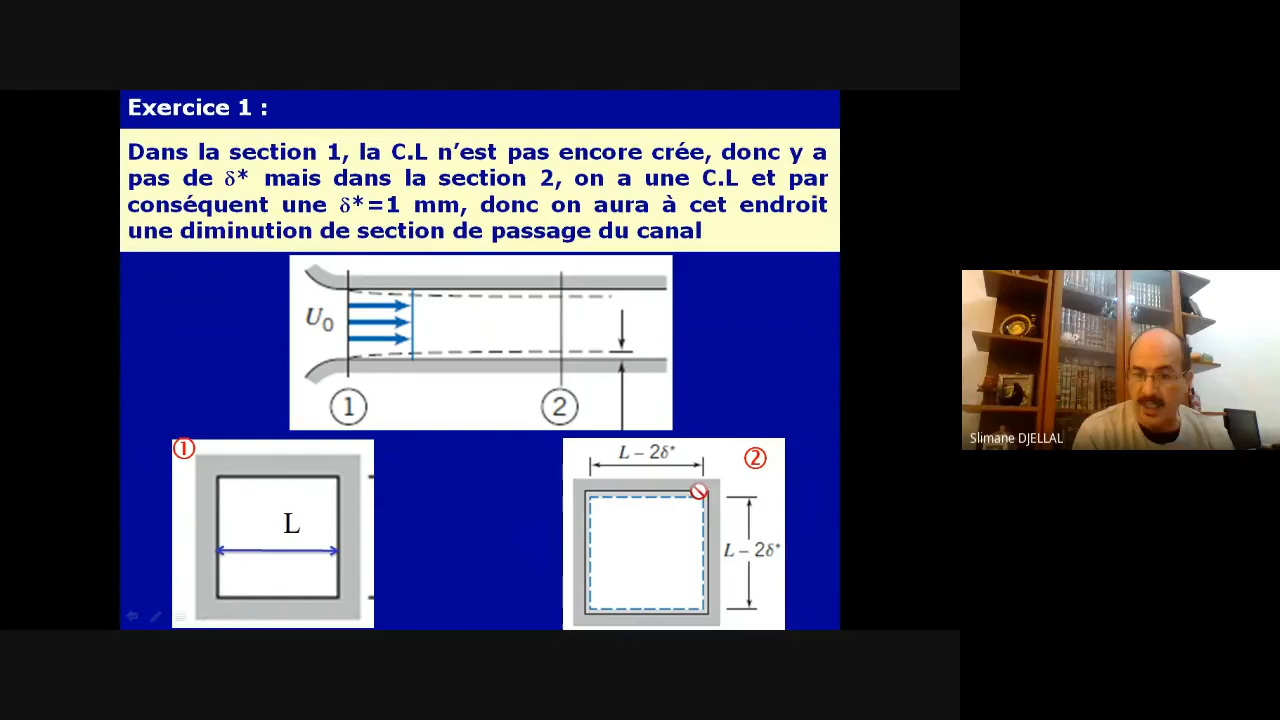 Exercice 1 :
Dans la section 1, la C.L n’est pas encore crée, donc y a
pas de δ* mais dans la section 2, on a une C.L et par
conséquent une δ*=1 mm, donc on aura à cet endroit
une diminution de section de passage du canal
U0
1
2
①
L
L – 2δ*
②
L – 2δ*
Slimane DJELLAL